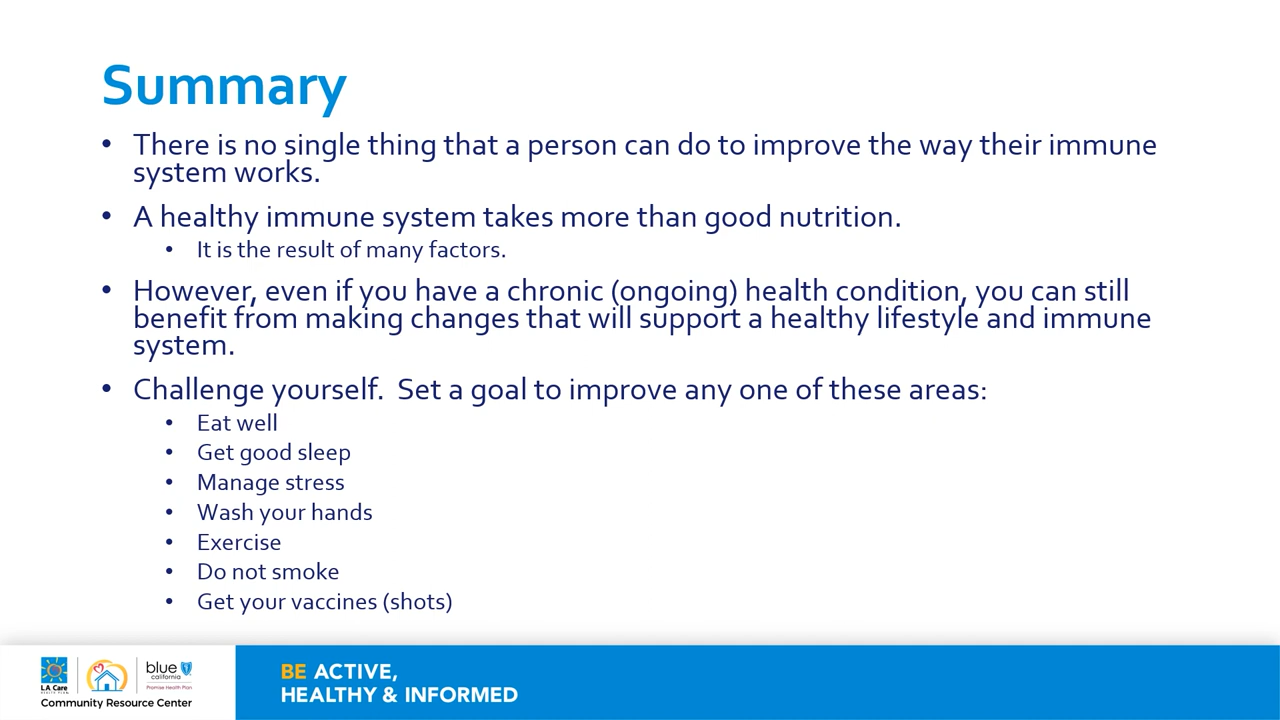 Summary
• There is no single thing that a person can do to improve the way their immune
system works.
• A healthy immune system takes more than good nutrition.
• It is the result of many factors.
• However, even if you have a chronic (ongoing) health condition, you can still
benefit from making changes that will support a healthy lifestyle and immune
system.
• Challenge yourself.  Set a goal to improve any one of these areas:
• Eat well
• Get good sleep
• Manage stress
• Wash your hands
• Exercise
• Do not smoke
• Get your vaccines (shots)
L.A. Care
HEALTH PLAN
blue
california
Promise Health Plan
Community Resource Center
BE ACTIVE,
HEALTHY & INFORMED